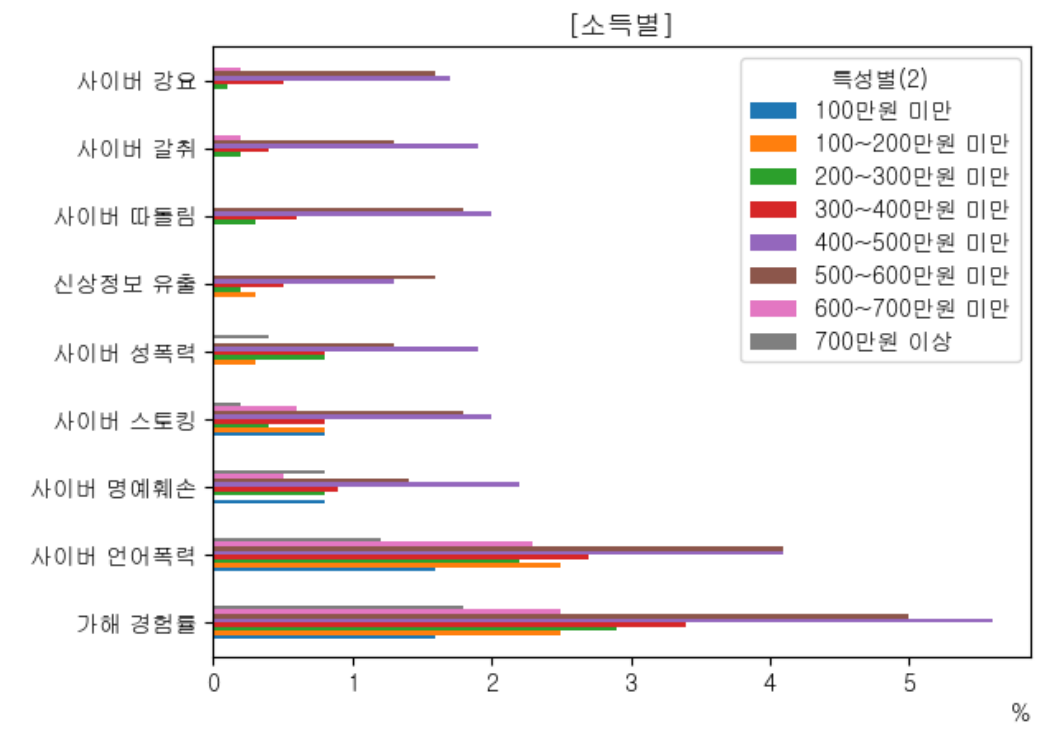 [소득별]
사이버 강요
사이버 갈취
사이버 따돌림
신상정보 유출
사이버 성폭력
사이버 스토킹
사이버 명예훼손
사이버 언어폭력
가해 경험률
특성별(2)
100만원 미만
100~200만원 미만
200~300만원 미만
300~400만원 미만
400~500만원 미만
500~600만원 미만
600~700만원 미만
700만원 이상
0 1 2 3 4 5
%